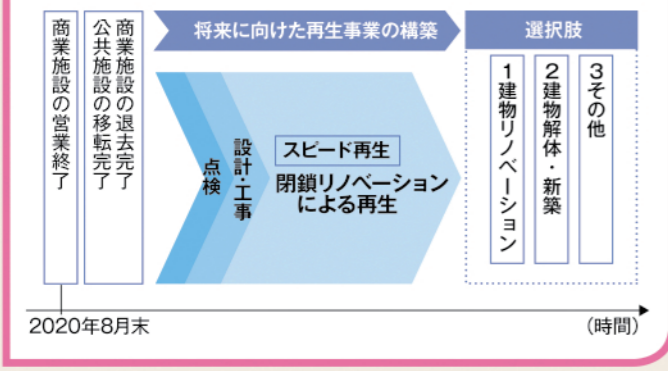 商業施設の営業終了
商業施設の退去完了
公共施設の移転完了
将来に向けた再生事業の構築
点検
設計・工事
スピード再生
閉鎖リノベーション
による再生
選択肢
1建物リノベーション
2建物解体・新築
3その他
2020年8月末
（時間）